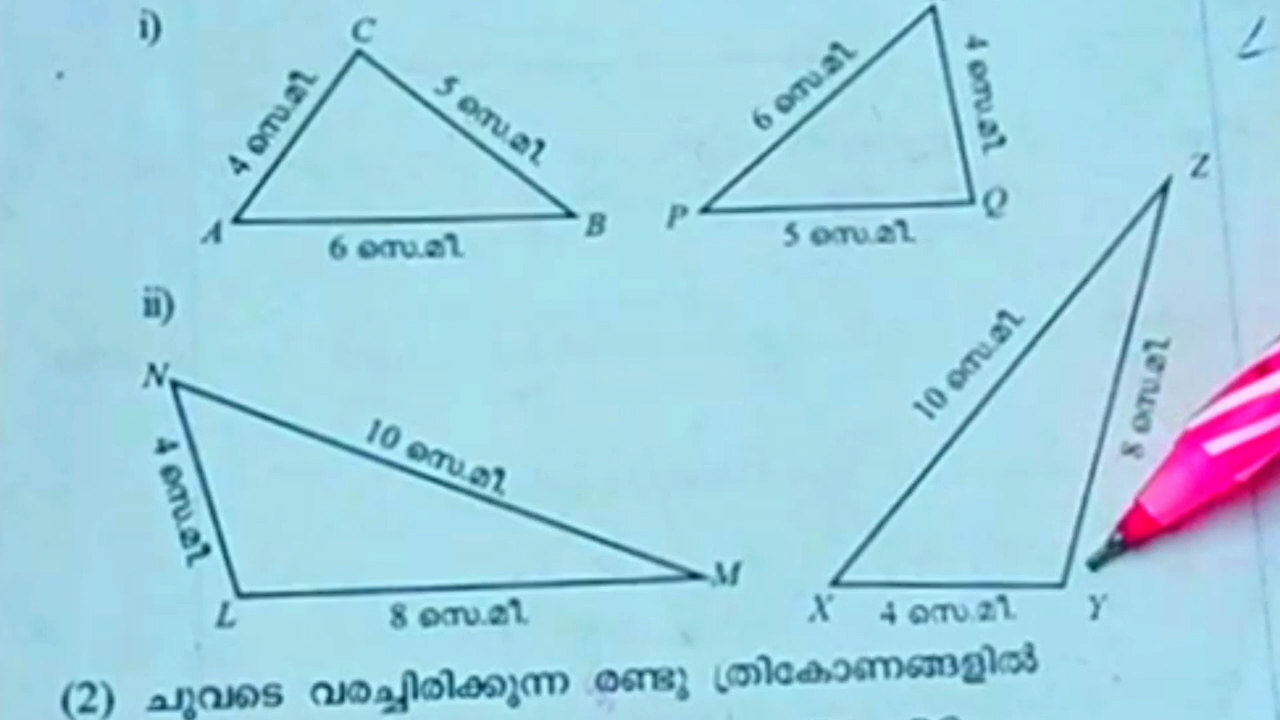 i)
C
4 സെ.മീ
5 സെ.മീ
A
B
6 സെ.മീ
6 സെ.മീ
4 സെ.മീ
P
Q
5 സെ.മീ
ii)
N
4 സെ.മീ
10 സെ.മീ
L
M
8 സെ.മീ
Z
10 സെ.മീ
8 സെ.മീ
X
Y
4 സെ.മീ
(2) ചുവടെ വരച്ചിരിക്കുന്ന രണ്ടു ത്രികോണങ്ങളിൽ